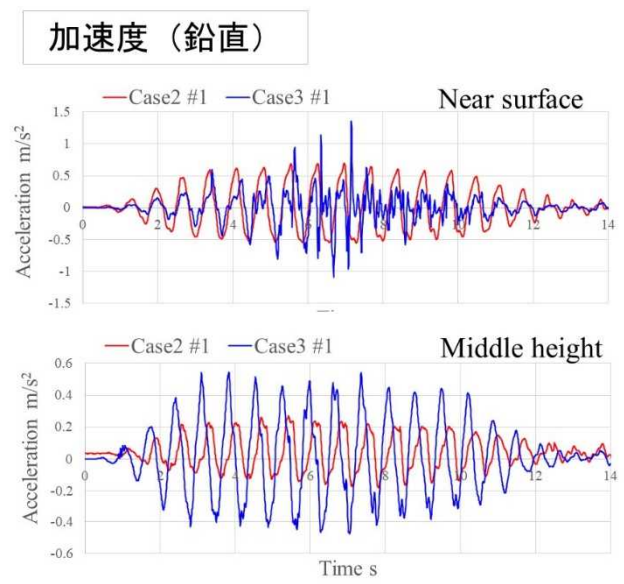 加速度（鉛直）
Case2 #1 Case3 #1 Near surface
Acceleration m/s²
1.5
1
0.5
0
-0.5
-1
-1.5
0 2 4 6 8 10 12 14
Case2 #1 Case3 #1 Middle height
Acceleration m/s²
0.6
0.4
0.2
0
-0.2
-0.4
-0.6
0 2 4 6 8 10 12 14
Time s